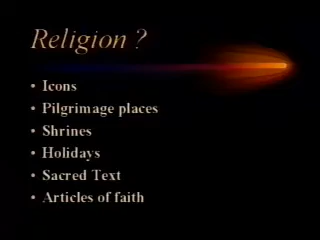 Religion ?
• Icons
• Pilgrimage places
• Shrines
• Holidays
• Sacred Text
• Articles of faith